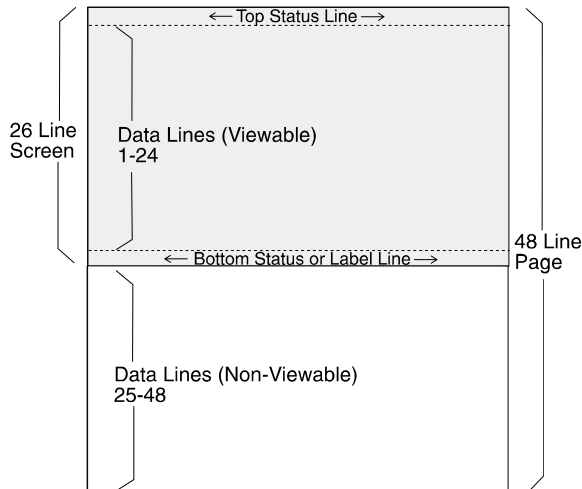 Top Status Line
26 Line
Screen
Data Lines (Viewable)
1-24
48 Line
Page
Bottom Status or Label Line
Data Lines (Non-Viewable)
25-48